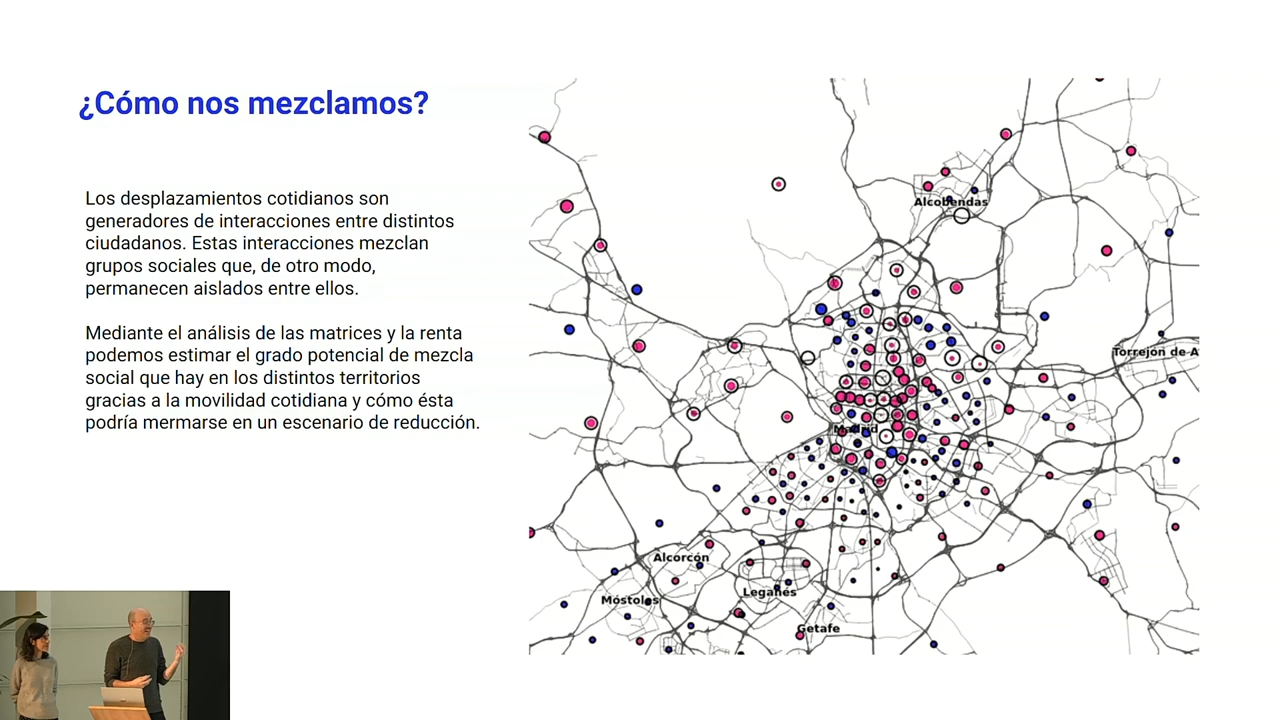 ¿Cómo nos mezclamos?
Los desplazamientos cotidianos son
generadores de interacciones entre distintos
ciudadanos. Estas interacciones mezclan
grupos sociales que, de otro modo,
permanecen aislados entre ellos.
Mediante el análisis de las matrices y la renta
podemos estimar el grado potencial de mezcla
social que hay en los distintos territorios
gracias a la movilidad cotidiana y cómo ésta
podría mermarse en un escenario de reducción.
Alcobendas
Torrejón de A
Madrid
Alcorcón
Leganés
Móstoles
Getafe